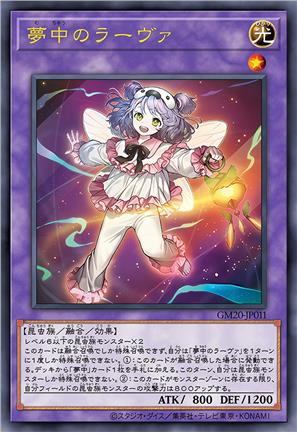 夢中のラーヴァ
光
GM20-JP011
【昆虫族/融合/効果】
レベル6以下の昆虫族モンスター×2
このカードは融合召喚でしか特殊召喚できず、自分は「夢中のラーヴァ」を1ターン
に1度しか特殊召喚できない。①:このカードが融合召喚した場合に発動で
きる。デッキから「夢中」カード1枚を手札に加える。このターン、自分は昆虫族モン
スターしか特殊召喚できない。②:このカードがモンスターゾーンに存在する限り、
自分フィールドの昆虫族モンスターの攻撃力は800アップする。
ATK/ 800 DEF/1200
©スタジオ・ダイス/集英社・テレビ東京・KONAMI